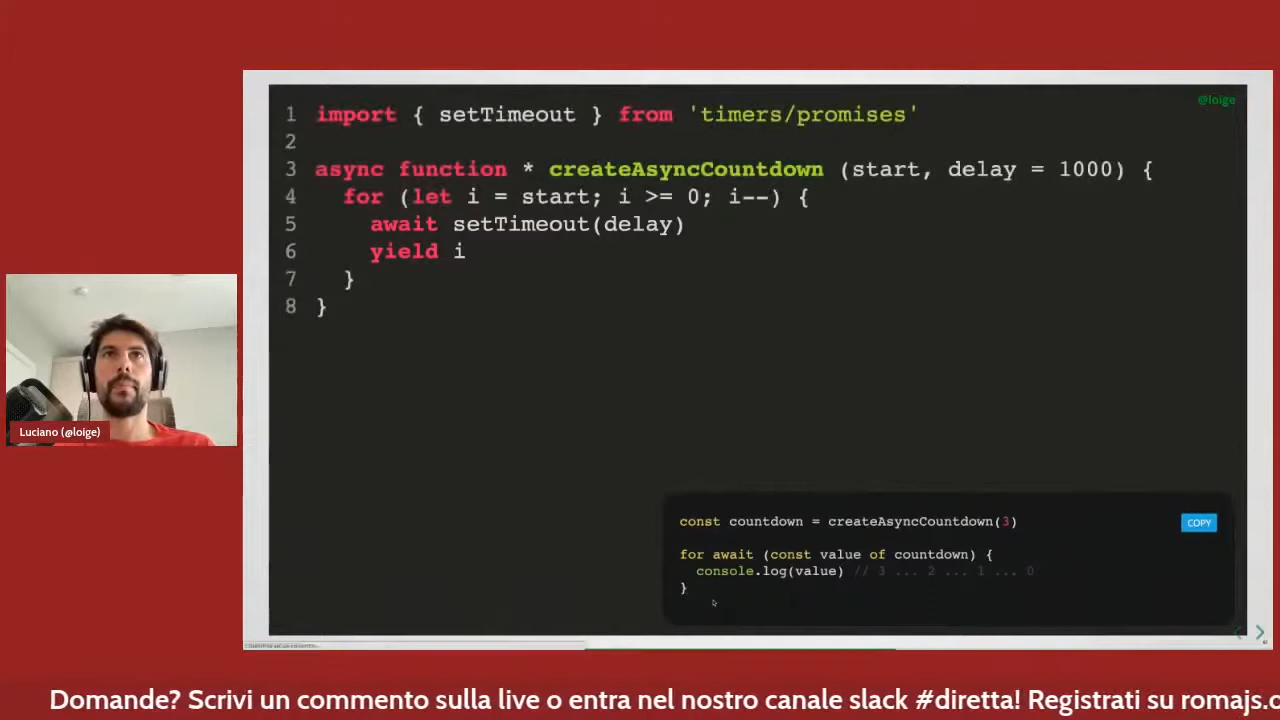 @loige
1 import { setTimeout } from 'timers/promises'
2
3 async function * createAsyncCountdown (start, delay = 1000) {
4 for (let i = start; i >= 0; i--) {
5 await setTimeout(delay)
6 yield i
7 }
8 }
Luciano (@loige)
const countdown = createAsyncCountdown(3)
COPY
for await (const value of countdown) {
console.log(value) // 3 ... 2 ... 1 ... 0
}
Domande? Scrivi un commento sulla live o entra nel nostro canale slack #diretta! Registrati su romajs.